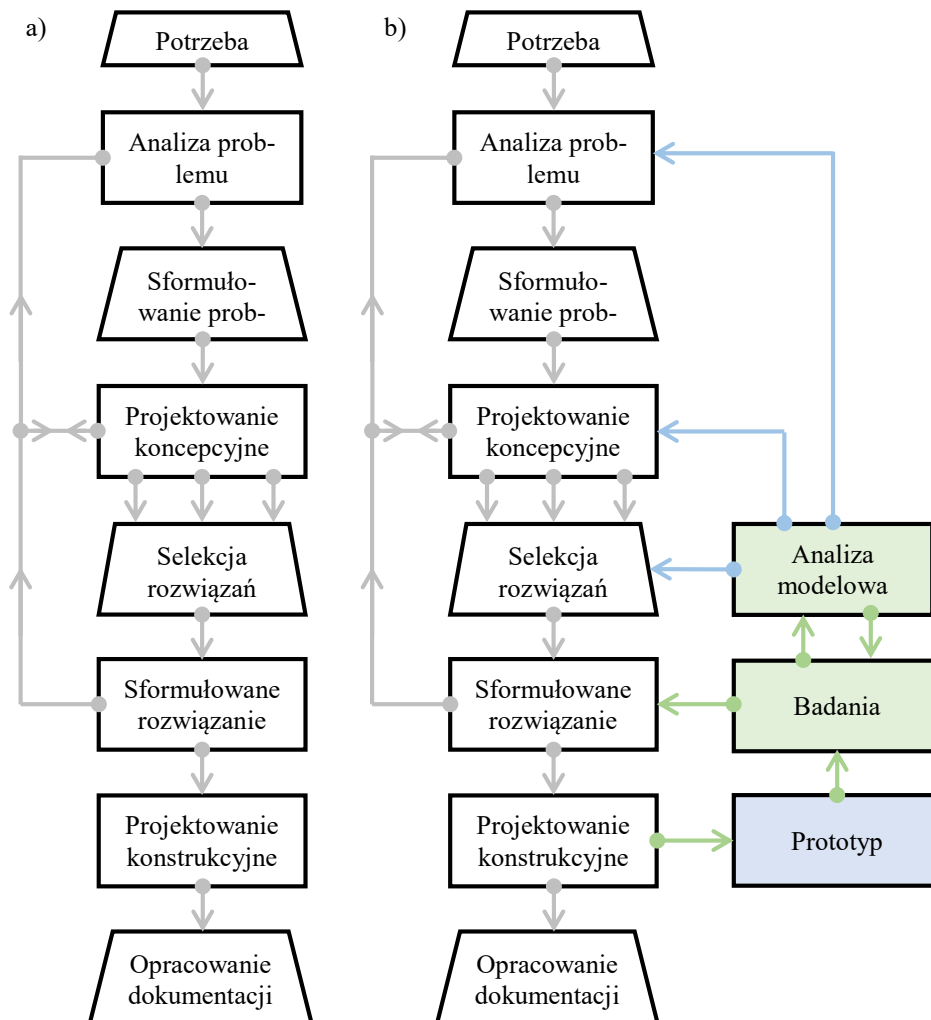 a)
Potrzeba
Analiza prob-
lemu
Sformuło-
wanie prob-
Projektowanie
koncepcyjne
Selekcja
rozwiązań
Sformułowane
rozwiązanie
Projektowanie
konstrukcyjne
Opracowanie
dokumentacji
b)
Potrzeba
Analiza prob-
lemu
Sformuło-
wanie prob-
Projektowanie
koncepcyjne
Selekcja
rozwiązań
Sformułowane
rozwiązanie
Projektowanie
konstrukcyjne
Opracowanie
dokumentacji
Analiza
modelowa
Badania
Prototyp